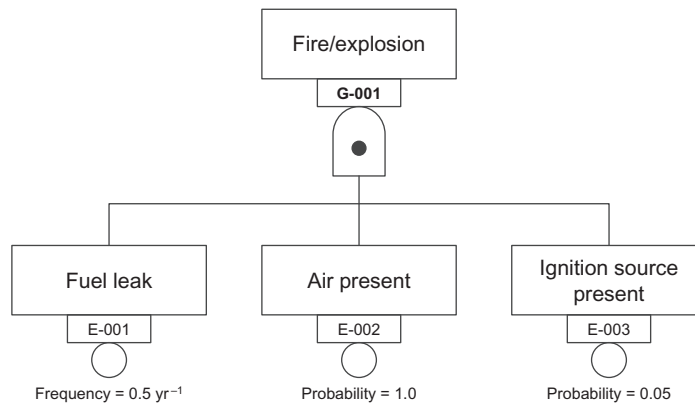 Fire/explosion
G-001
Fuel leak
Air present
Ignition source
present
E-001
E-002
E-003
Frequency = 0.5 yr⁻¹
Probability = 1.0
Probability = 0.05